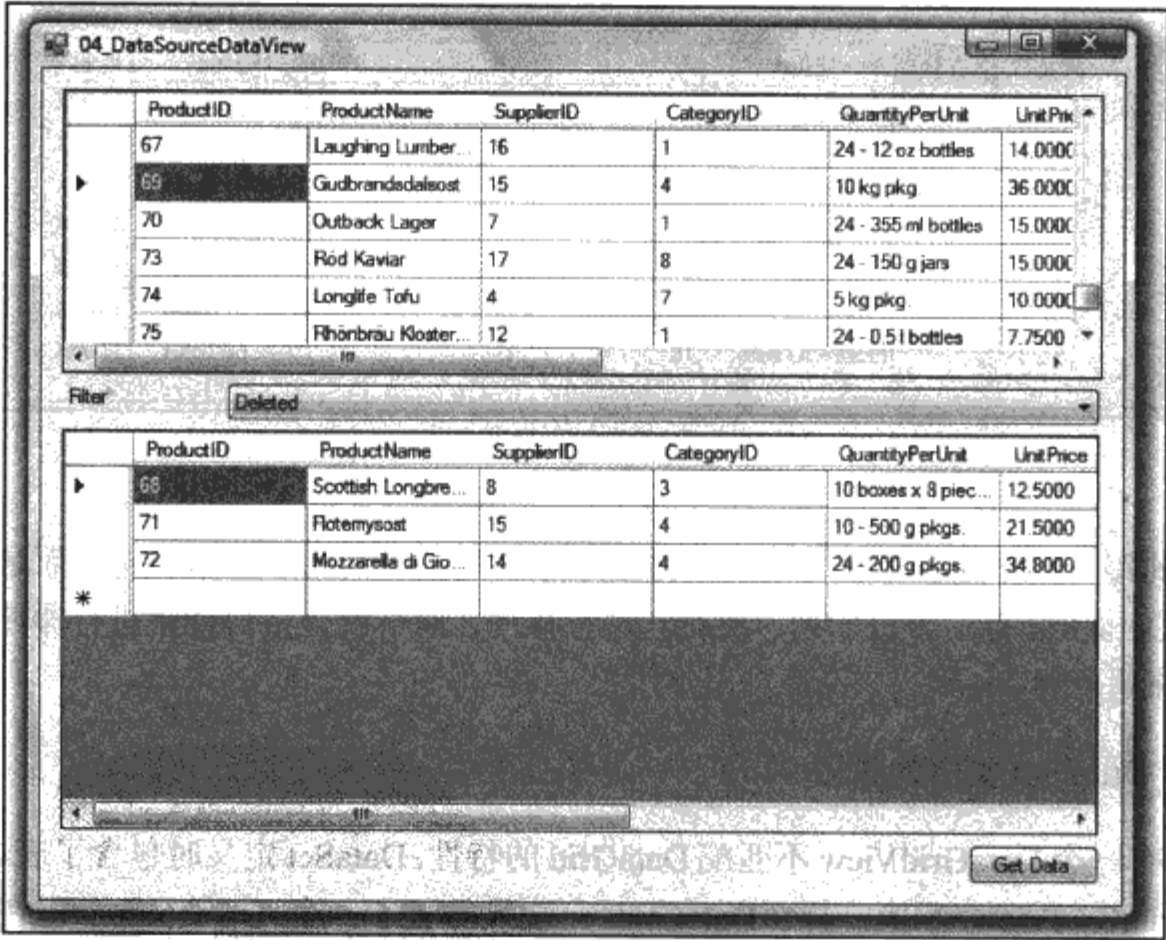 04_DataSourceDataView
ProductID ProductName SupplierID CategoryID QuantityPerUnit
67 Laughing Lumber... 16 1 24 - 12 oz bottles 14.0000
69 Gudbrandsdalsost 15 4 10 kg pkg. 36.0000
70 Outback Lager 7 1 24 - 355 ml bottles 15.0000
73 Röd Kaviar 17 8 24 - 150 g jars 15.0000
74 Longlife Tofu 4 7 5 kg pkg. 10.0000
75 Rhönbräu Kloster... 12 1 24 - 0.5 l bottles 7.7500
Filter Deleted
ProductID ProductName SupplierID CategoryID QuantityPerUnit UnitPrice
68 Scottish Longbre... 8 3 10 boxes x 8 piec... 12.5000
71 Flotemysost 15 4 10 - 500 g pkgs. 21.5000
72 Mozzarella di Gio... 14 4 24 - 200 g pkgs. 34.8000
Get Data